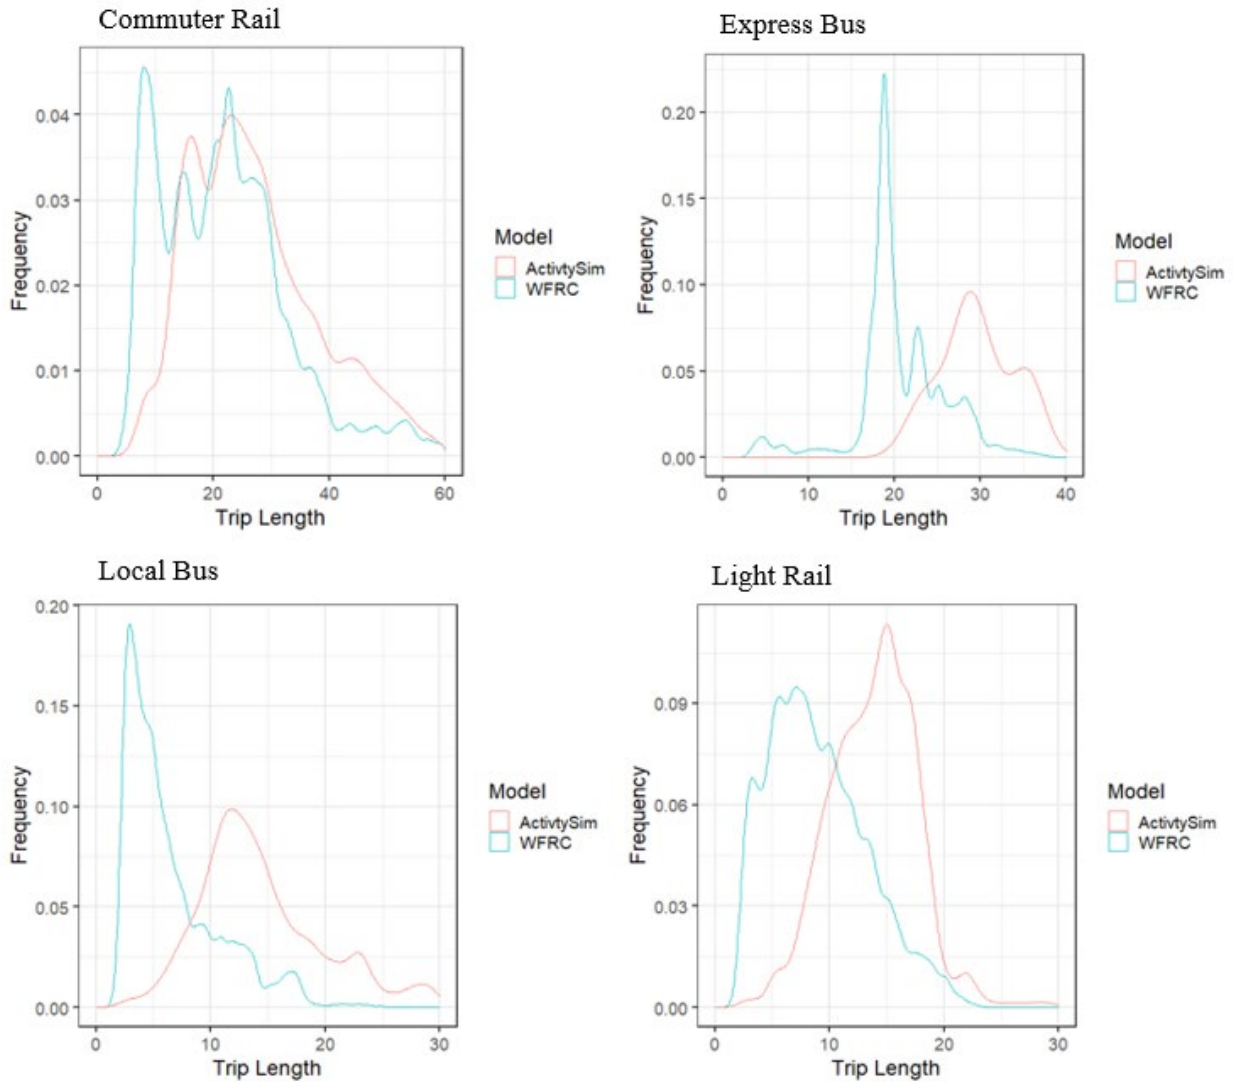 Commuter Rail
0.04
0.03
0.02
0.01
0.00
Frequency
0 20 40 60
Trip Length
Model
ActivtySim
WFRC
Express Bus
0.20
0.15
0.10
0.05
0.00
Frequency
0 10 20 30 40
Trip Length
Model
ActivtySim
WFRC
Local Bus
0.20
0.15
0.10
0.05
0.00
Frequency
0 10 20 30
Trip Length
Model
ActivtySim
WFRC
Light Rail
0.09
0.06
0.03
0.00
Frequency
0 10 20 30
Trip Length
Model
ActivtySim
WFRC